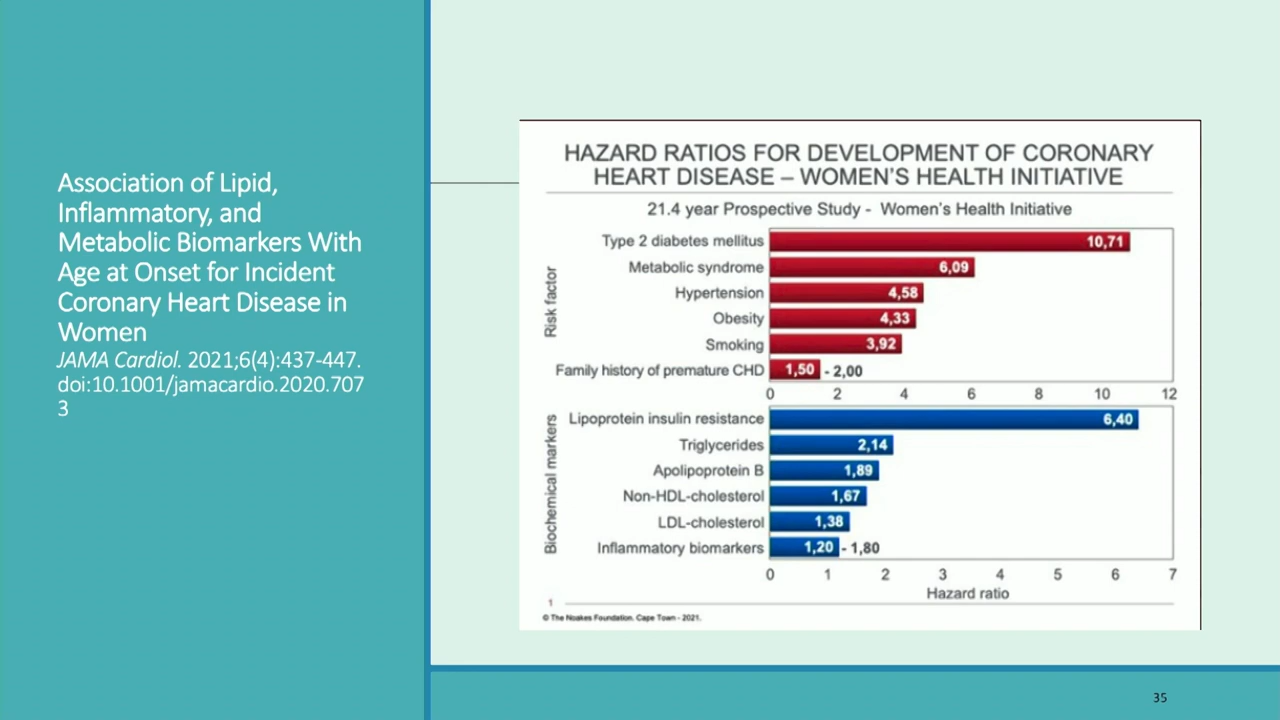 Association of Lipid,
Inflammatory, and
Metabolic Biomarkers With
Age at Onset for Incident
Coronary Heart Disease in
Women
JAMA Cardiol. 2021;6(4):437-447.
doi:10.1001/jamacardio.2020.707
3
HAZARD RATIOS FOR DEVELOPMENT OF CORONARY
HEART DISEASE – WOMEN'S HEALTH INITIATIVE
21.4 year Prospective Study - Women's Health Initiative
Risk factor
Type 2 diabetes mellitus 10,71
Metabolic syndrome 6,09
Hypertension 4,58
Obesity 4,33
Smoking 3,92
Family history of premature CHD 1,50 - 2,00
0 2 4 6 8 10 12
Biochemical markers
Lipoprotein insulin resistance 6,40
Triglycerides 2,14
Apolipoprotein B 1,89
Non-HDL-cholesterol 1,67
LDL-cholesterol 1,38
Inflammatory biomarkers 1,20 - 1,80
0 1 2 3 4 5 6 7
Hazard ratio
1
© The Noakes Foundation. Cape Town - 2021.
35